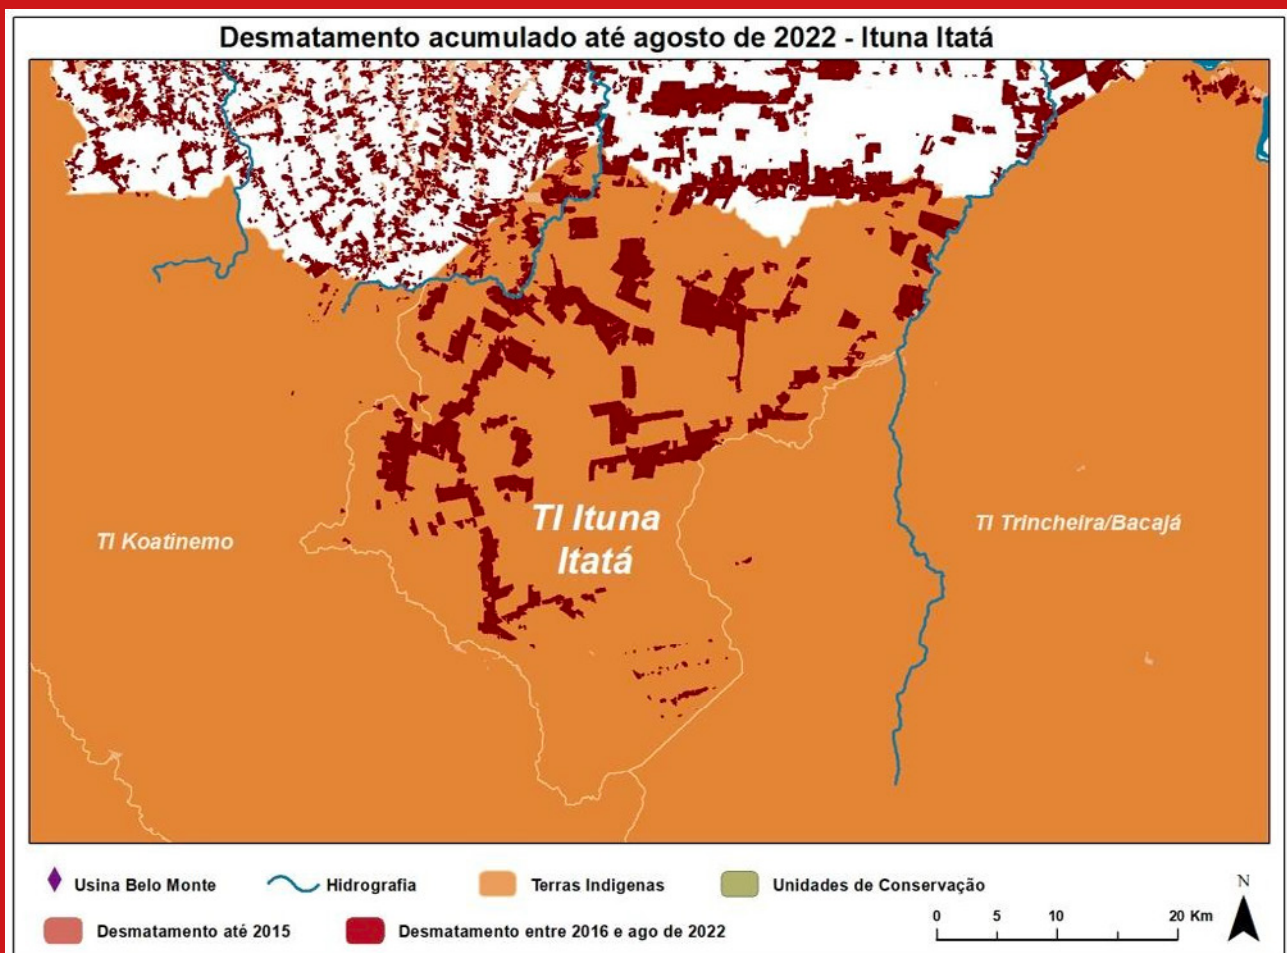 Desmatamento acumulado até agosto de 2022 - Ituna Itatá
TI Ituna
Itatá
TI Koatinemo
TI Trincheira/Bacajá
Usina Belo Monte
Hidrografia
Terras Indigenas
Unidades de Conservação
N
Desmatamento até 2015
Desmatamento entre 2016 e ago de 2022
0 5 10 20 Km